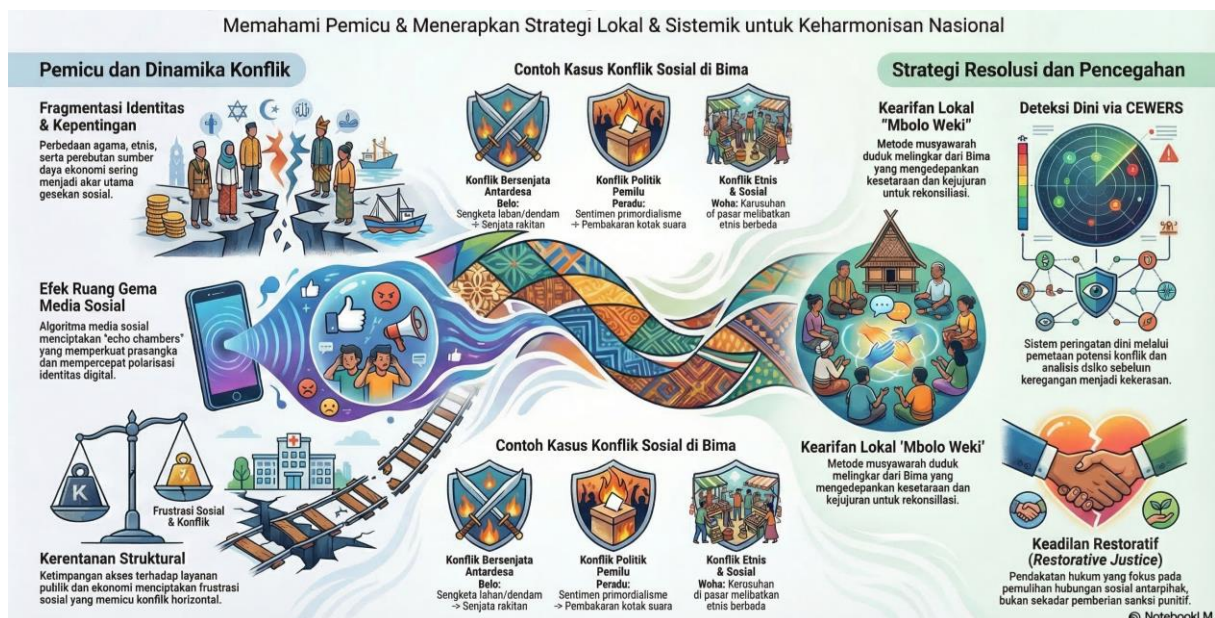 Memahami Pemicu & Menerapkan Strategi Lokal & Sistemik untuk Keharmonisan Nasional
Pemicu dan Dinamika Konflik
Fragmentasi Identitas
& Kepentingan
Perbedaan agama, etnis,
serta perebutan sumber
daya ekonomi sering
menjadi akar utama
gesekan sosial.
Efek Ruang Gema
Media Sosial
Algoritma media sosial
menciptakan "echo chambers"
yang memperkuat prasangka
dan mempercepat polarisasi
identitas digital.
K
Frustrasi Sosial
& Konflik
Kerentanan Struktural
Ketimpangan akses terhadap layanan
publik dan ekonomi menciptakan frustrasi
sosial yang memicu konflik horizontal.
Contoh Kasus Konflik Sosial di Bima
Konflik Bersenjata
Antardesa
Belo:
Sengketa laban/dendam
-> Senjata rakitan
Konflik Politik
Pemilu
Peradu:
Sentimen primordialisme
-> Pembakaran kotak suara
Konflik Etnis
& Sosial
Woha: Karusuhan
of pasar melibatkan
etnis berbeda
Contoh Kasus Konflik Sosial di Bima
Konflik Bersenjata
Antardesa
Belo:
Sengketa lahan/dendam
-> Senjata rakitan
Konflik Politik
Pemilu
Peradu:
Sentimen primordialisme
-> Pembakaran kotak suara
Konflik Etnis
& Sosial
Woha: Kerosuhan
di pasar melibatkan
etnis berbada
Strategi Resolusi dan Pencegahan
Kearifan Lokal
"Mbolo Weki"
Metode musyawarah
duduk melingkar dari Bima
yang mengedepankan
kesetaraan dan kejujuran
untuk rekonsiliasi.
Kearifan Lokal 'Mbolo Weki'
Metode musyawarah duduk
melingkar dari Bima yang
mengedepankan kesetaraan dan
kejujuran untuk rekonsillasi.
Deteksi Dini via CEWERS
Sistem peringatan dini melalui
pemetaan potensi konflik dan
analisis dslko sebelun
keregangan menjadi kekerasan.
Keadilan Restoratif
(Restorative Justice)
Pendakatan hukum yang fokus pada
pemulihan hubungan sosial antarpihak,
bukan sekadar pemberian sanksi punitif.
NotebookLM